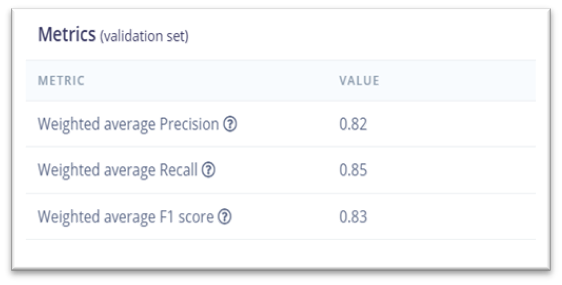 Metrics (validation set)
METRIC VALUE
Weighted average Precision ? 0.82
Weighted average Recall ? 0.85
Weighted average F1 score ? 0.83